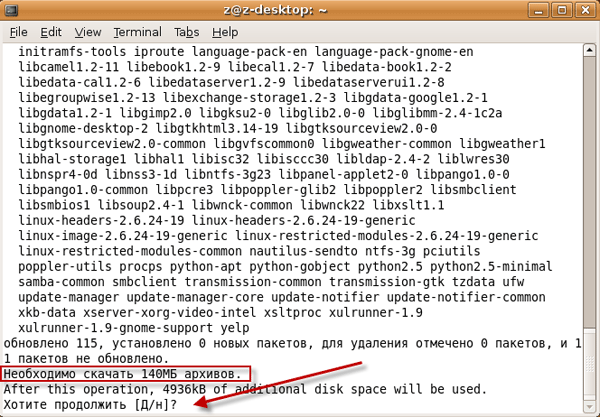 z@z-desktop: ~
File Edit View Terminal Tabs Help
initramfs-tools iproute language-pack-en language-pack-gnome-en
libcamel1.2-11 libebook1.2-9 libecal1.2-7 libedata-book1.2-2
libedata-cal1.2-6 libedataserver1.2-9 libedataserverui1.2-8
libegroupwise1.2-13 libexchange-storage1.2-3 libgdata-google1.2-1
libgdata1.2-1 libgimp2.0 libgksu2-0 libglib2.0-0 libglibmm-2.4-1c2a
libgnome-desktop-2 libgtkhtml3.14-19 libgtksourceview2.0-0
libgtksourceview2.0-common libgvfscommon0 libgweather-common libgweather1
libhal-storage1 libhal1 libisc32 libisccc30 libldap-2.4-2 liblwres30
libnspr4-0d libnss3-1d libntfs-3g23 libpanel-applet2-0 libpango1.0-0
libpango1.0-common libpcre3 libpoppler-glib2 libpoppler2 libsmbclient
libsmbios1 libsoup2.4-1 libwnck-common libwnck22 libxslt1.1
linux-headers-2.6.24-19 linux-headers-2.6.24-19-generic
linux-image-2.6.24-19-generic linux-restricted-modules-2.6.24-19-generic
linux-restricted-modules-common nautilus-sendto ntfs-3g pciutils
poppler-utils procps python-apt python-gobject python2.5 python2.5-minimal
samba-common smbclient transmission-common transmission-gtk tzdata ufw
update-manager update-manager-core update-notifier update-notifier-common
xkb-data xserver-xorg-video-intel xsltproc xulrunner-1.9
xulrunner-1.9-gnome-support yelp
обновлено 115, установлено 0 новых пакетов, для удаления отмечено 0 пакетов, и 1
1 пакетов не обновлено.
Необходимо скачать 140МБ архивов.
After this operation, 4936kB of additional disk space will be used.
Хотите продолжить [Д/н]?